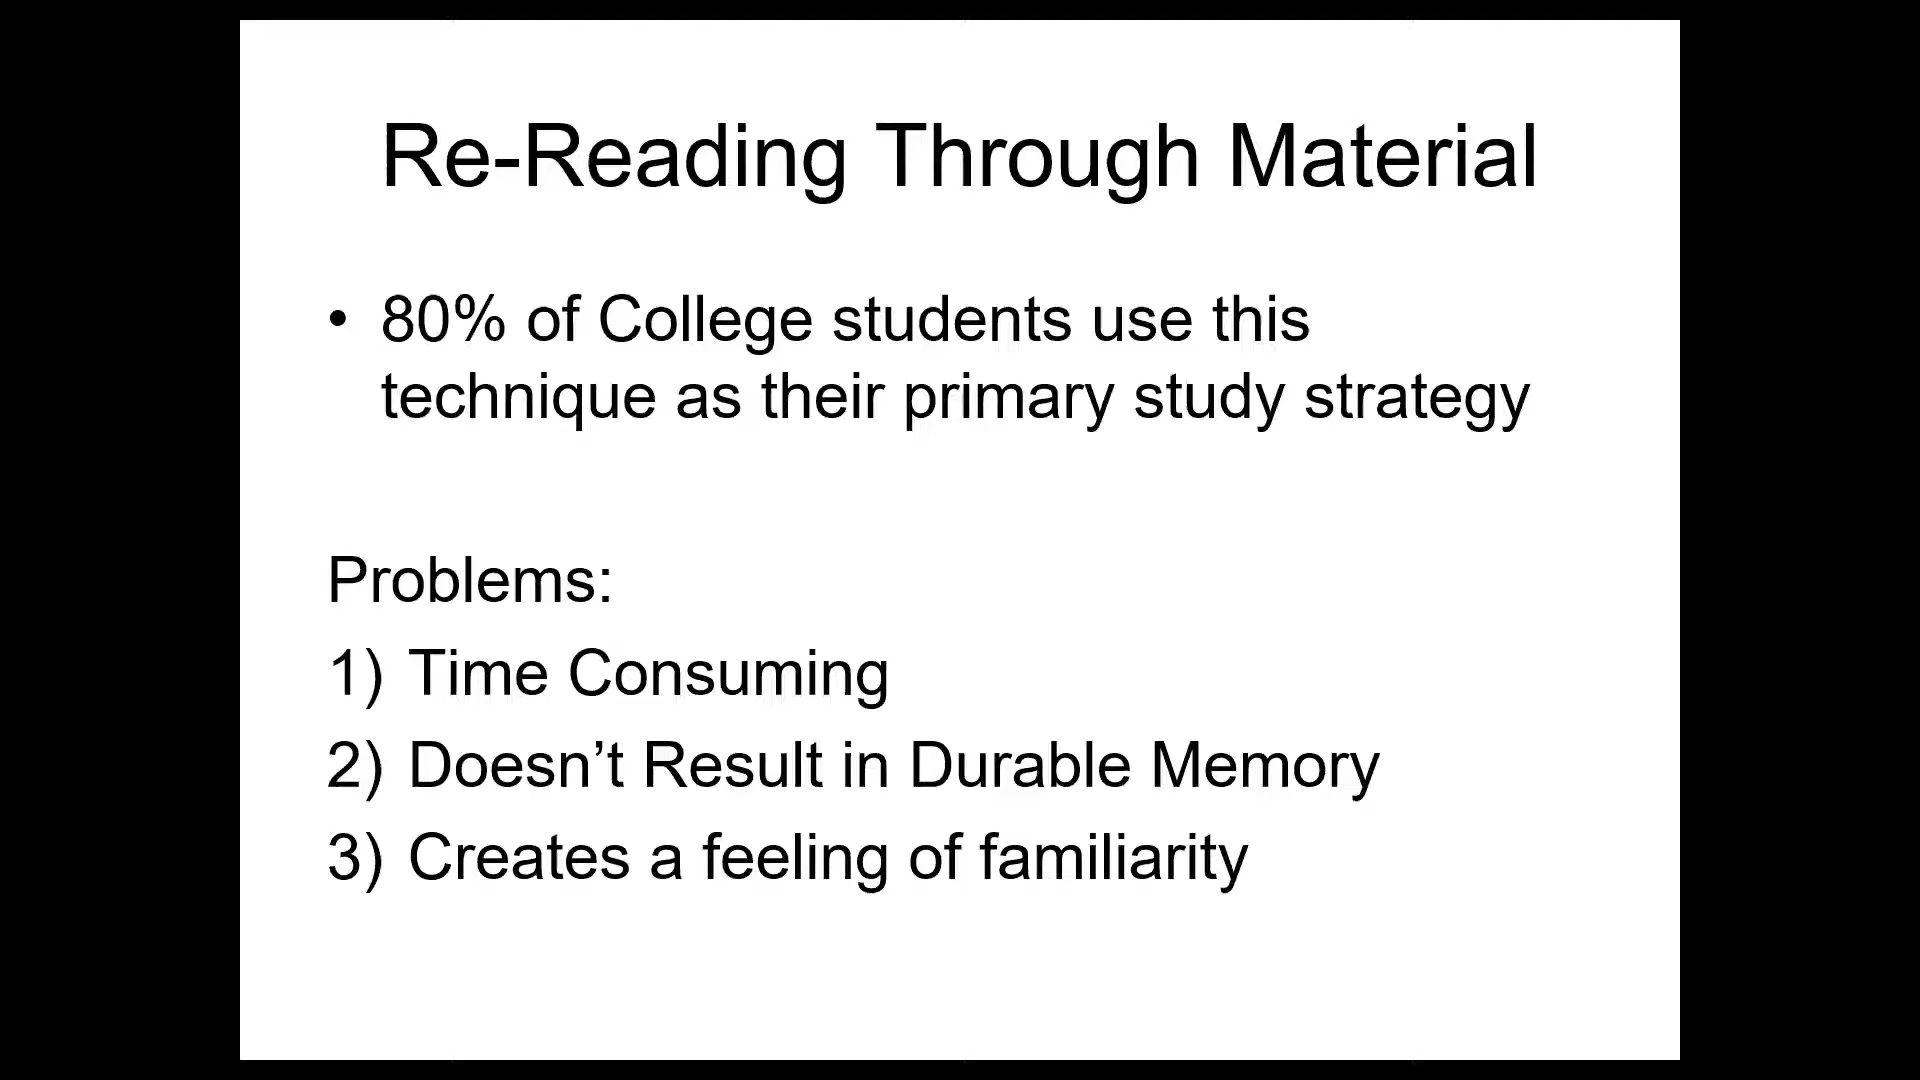 Re-Reading Through Material
• 80% of College students use this
technique as their primary study strategy
Problems:
1) Time Consuming
2) Doesn’t Result in Durable Memory
3) Creates a feeling of familiarity